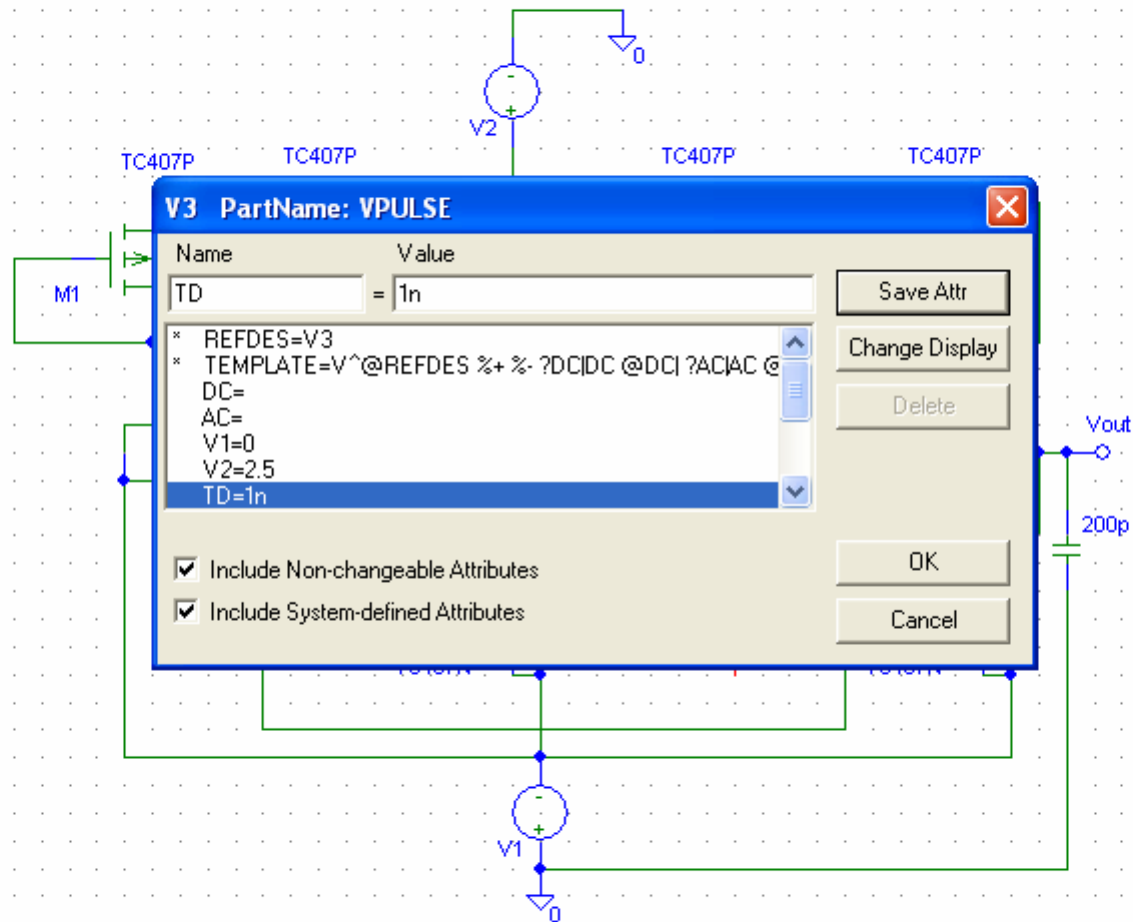 0
V2
TC407P
TC407P
TC407P
TC407P
V3 PartName: VPULSE
Name
Value
TD
=
1n
Save Attr
* REFDES=V3
* TEMPLATE=V^@REFDES %+ %- ?DC|DC @DC| ?AC|AC @
DC=
AC=
V1=0
V2=2.5
TD=1n
Change Display
Delete
M1
Vout
200p
Include Non-changeable Attributes
OK
Include System-defined Attributes
Cancel
V1
0